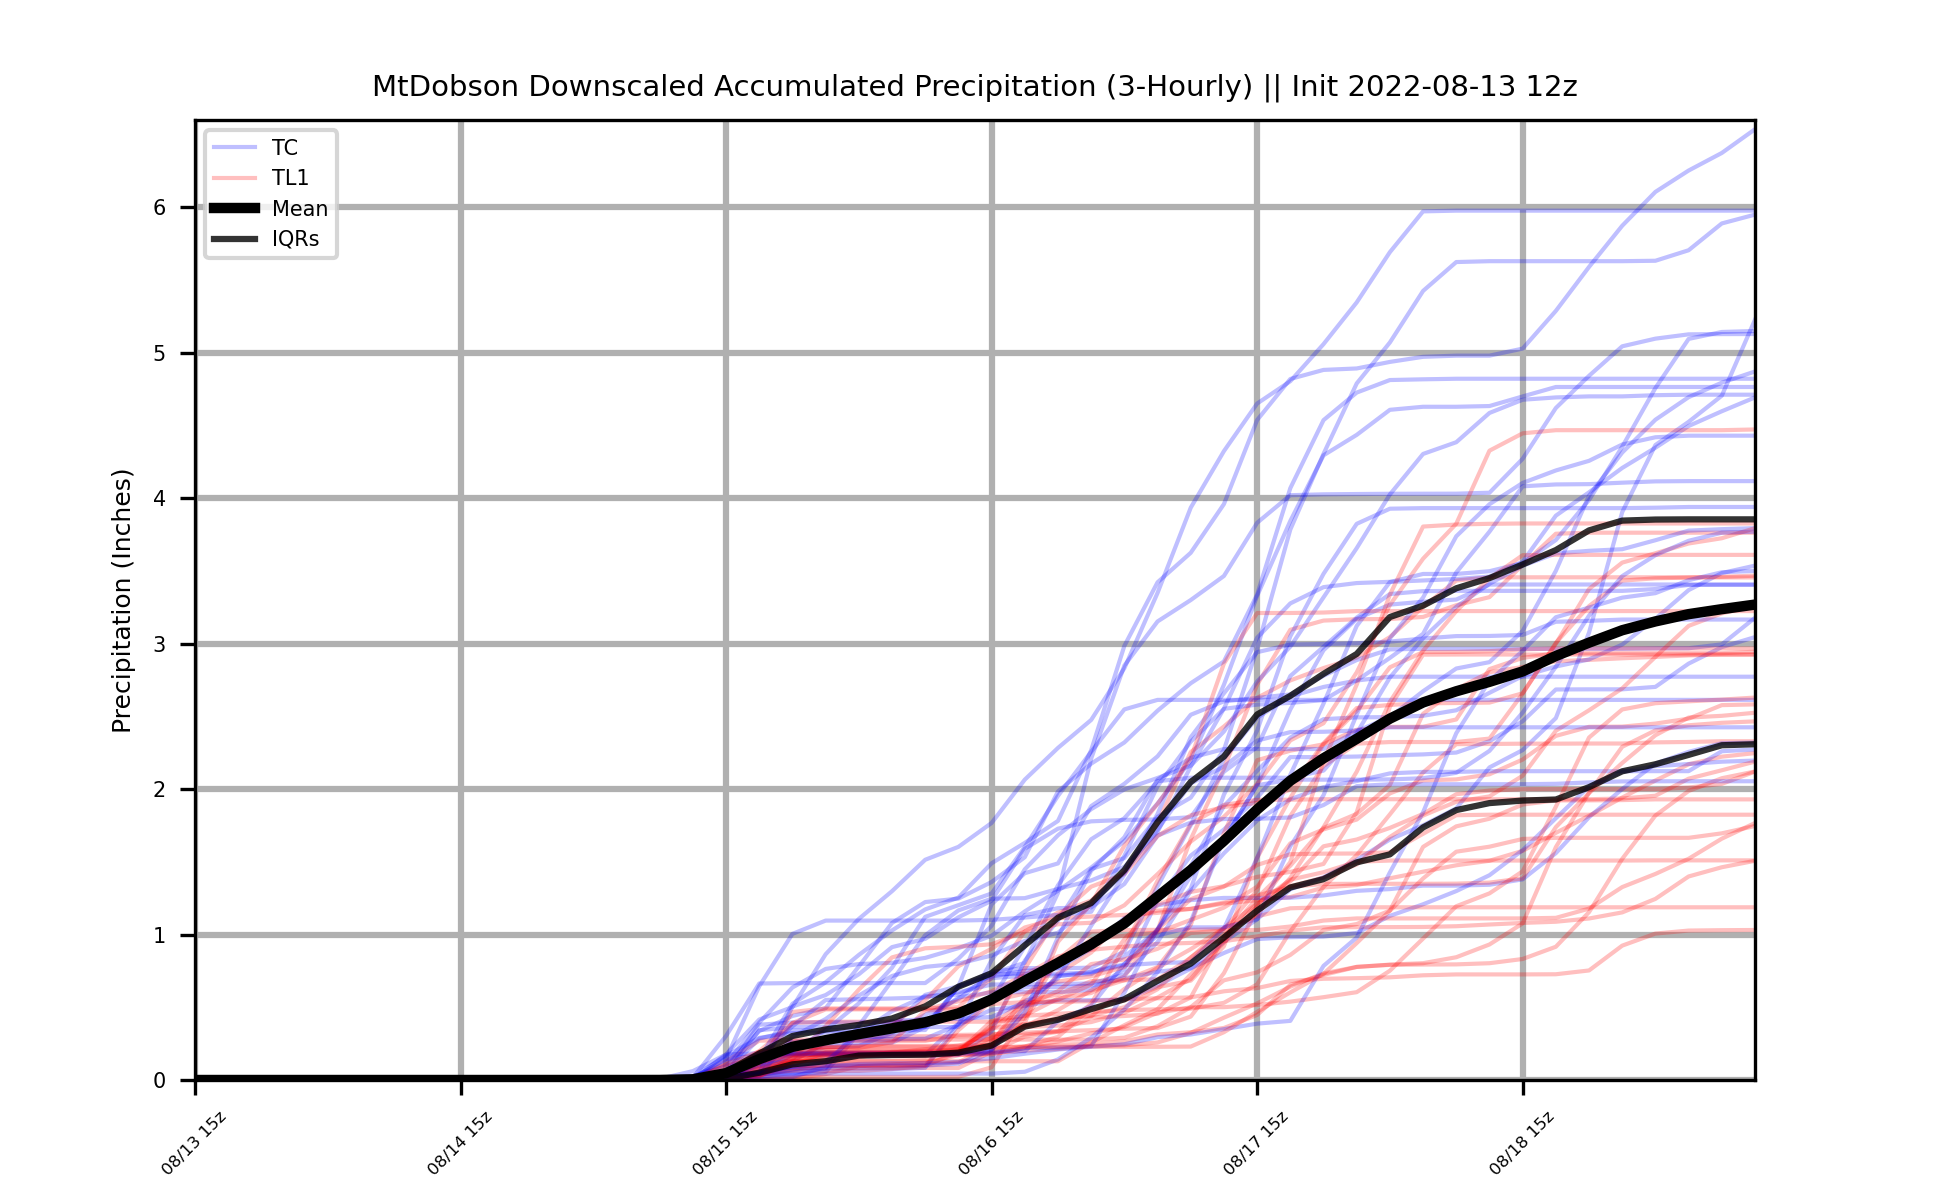 MtDobson Downscaled Accumulated Precipitation (3-Hourly) || Init 2022-08-13 12z
TC
TL1
Mean
IQRs
Precipitation (Inches)
6
5
4
3
2
1
0
08/13 15z
08/14 15z
08/15 15z
08/16 15z
08/17 15z
08/18 15z